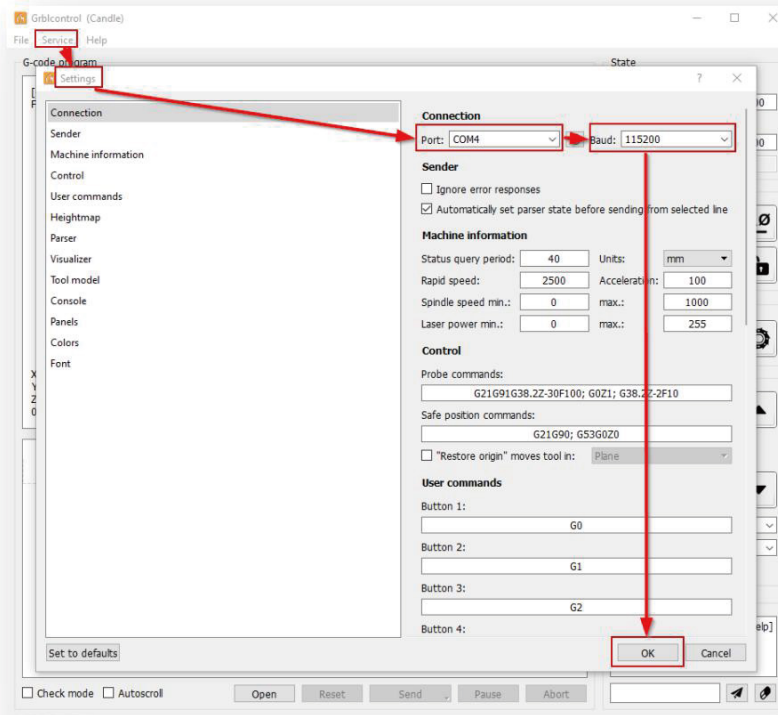 Grblcontrol (Candle)
File Service Help
G-code program
State
Settings
Connection
Sender
Machine information
Control
User commands
Heightmap
Parser
Visualizer
Tool model
Console
Panels
Colors
Font
Connection
Port: COM4 Baud: 115200
Sender
Ignore error responses
Automatically set parser state before sending from selected line
Machine information
Status query period: 40 Units: mm
Rapid speed: 2500 Acceleration: 100
Spindle speed min.: 0 max.: 1000
Laser power min.: 0 max.: 255
Control
Probe commands:
G21G91G38.2Z-30F100; G0Z1; G38.2Z-2F10
Safe position commands:
G21G90; G53G0Z0
"Restore origin" moves tool in: Plane
User commands
Button 1:
G0
Button 2:
G1
Button 3:
G2
Button 4:
Set to defaults OK Cancel
Check mode Autoscroll Open Reset Send Pause Abort